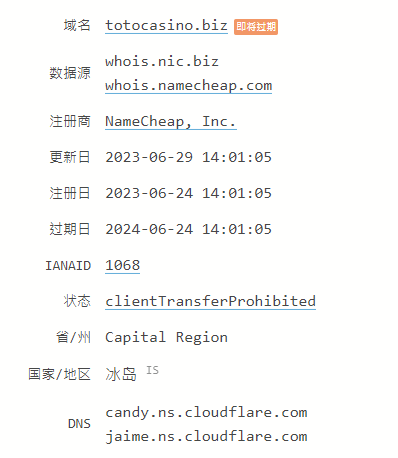 域名 totocasino.biz 即将过期
数据源 whois.nic.biz
whois.namecheap.com
注册商 NameCheap, Inc.
更新日 2023-06-29 14:01:05
注册日 2023-06-24 14:01:05
过期日 2024-06-24 14:01:05
IANAID 1068
状态 clientTransferProhibited
省/州 Capital Region
国家/地区 冰岛 IS
DNS candy.ns.cloudflare.com
jaime.ns.cloudflare.com